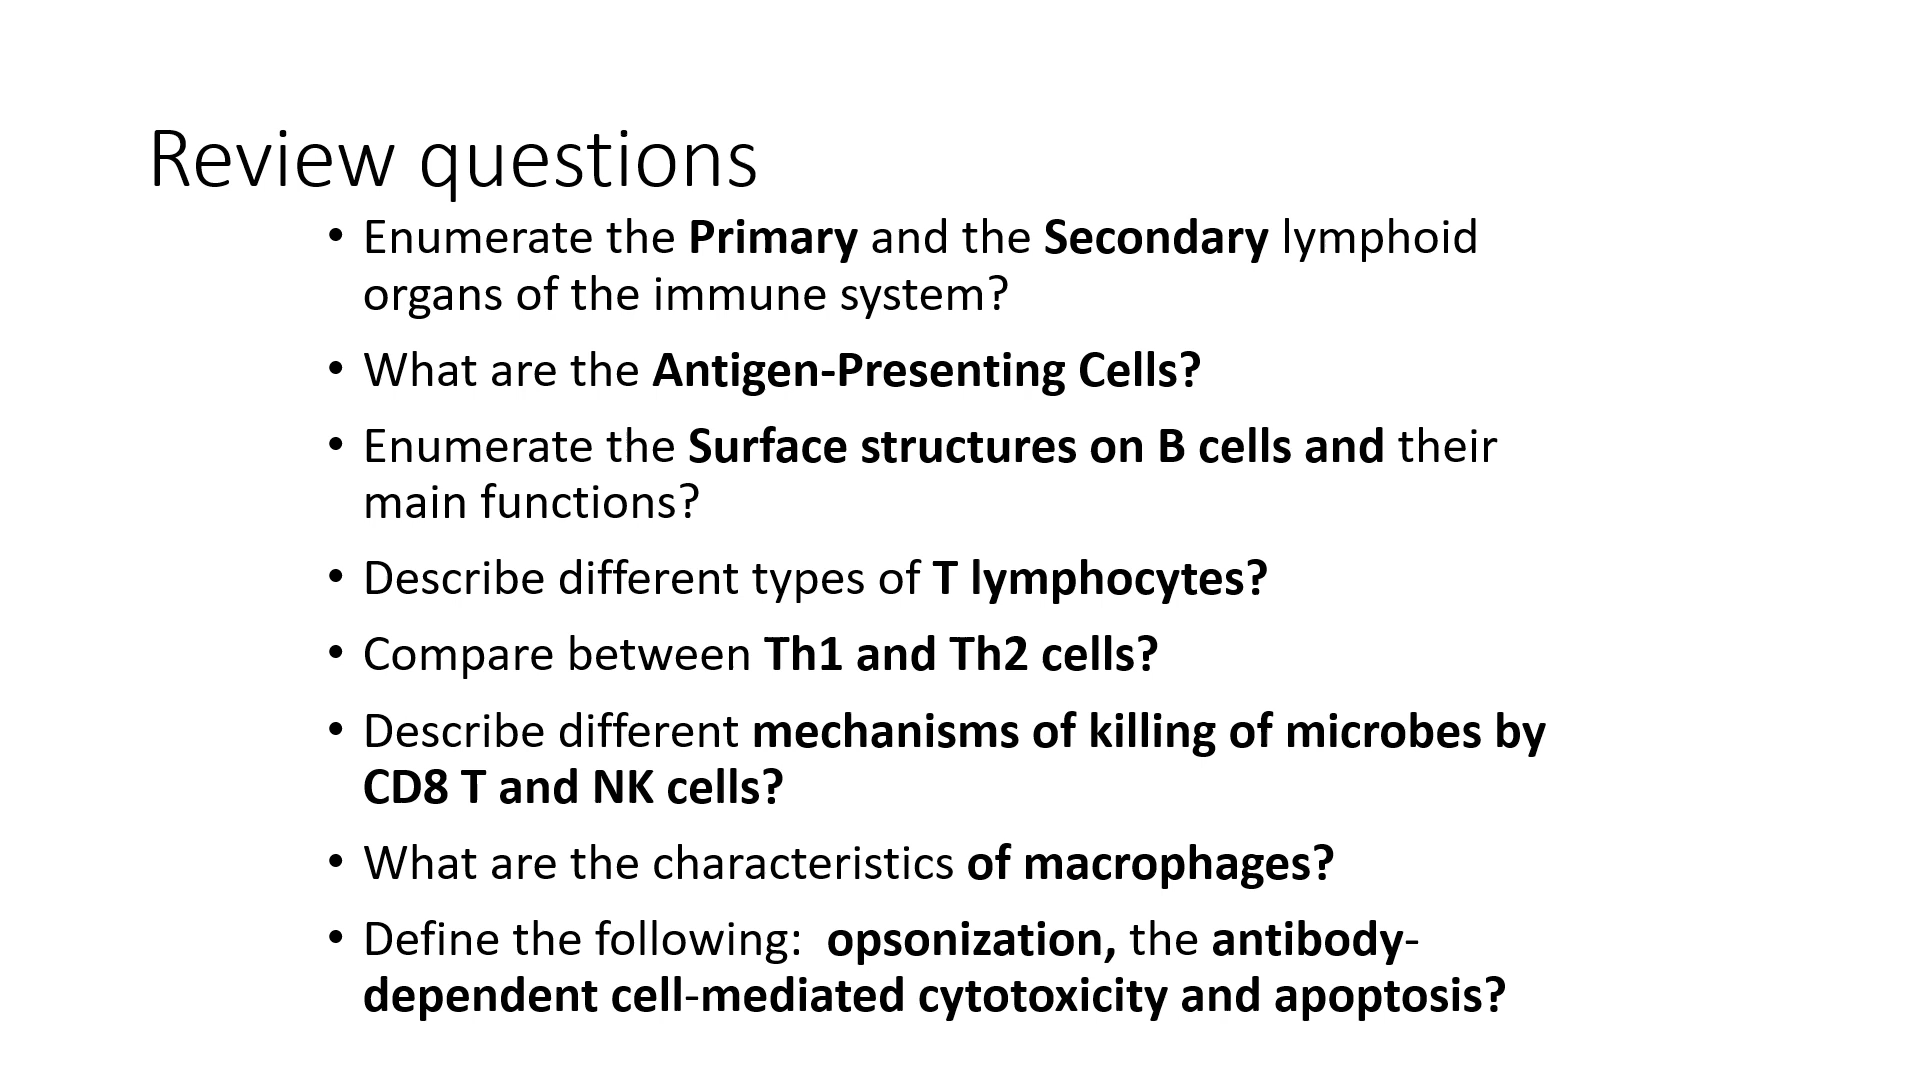 Review questions
• Enumerate the Primary and the Secondary lymphoid
organs of the immune system?
• What are the Antigen-Presenting Cells?
• Enumerate the Surface structures on B cells and their
main functions?
• Describe different types of T lymphocytes?
• Compare between Th1 and Th2 cells?
• Describe different mechanisms of killing of microbes by
CD8 T and NK cells?
• What are the characteristics of macrophages?
• Define the following:  opsonization, the antibody-
dependent cell-mediated cytotoxicity and apoptosis?